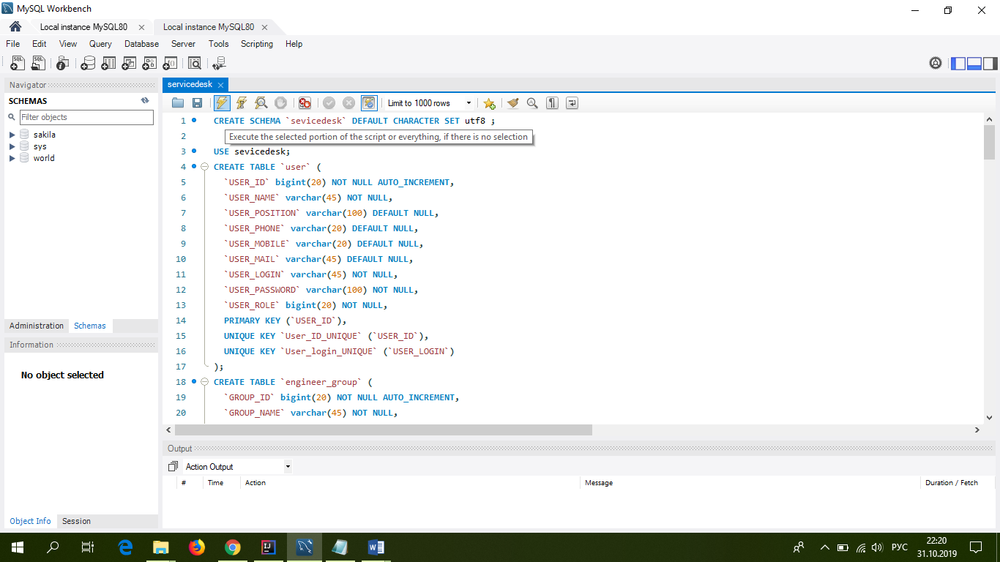 MySQL Workbench
Local instance MySQL80
Local instance MySQL80
File Edit View Query Database Server Tools Scripting Help
Navigator
SCHEMAS
Filter objects
sakila
sys
world
Administration Schemas
Information
No object selected
Object Info Session
servicedesk
Limit to 1000 rows
1 CREATE SCHEMA `sevicedesk` DEFAULT CHARACTER SET utf8 ;
2
Execute the selected portion of the script or everything, if there is no selection
3 USE sevicedesk;
4 CREATE TABLE `user` (
5 `USER_ID` bigint(20) NOT NULL AUTO_INCREMENT,
6 `USER_NAME` varchar(45) NOT NULL,
7 `USER_POSITION` varchar(100) DEFAULT NULL,
8 `USER_PHONE` varchar(20) DEFAULT NULL,
9 `USER_MOBILE` varchar(20) DEFAULT NULL,
10 `USER_MAIL` varchar(45) DEFAULT NULL,
11 `USER_LOGIN` varchar(45) NOT NULL,
12 `USER_PASSWORD` varchar(100) NOT NULL,
13 `USER_ROLE` bigint(20) NOT NULL,
14 PRIMARY KEY (`USER_ID`),
15 UNIQUE KEY `User_ID_UNIQUE` (`USER_ID`),
16 UNIQUE KEY `User_login_UNIQUE` (`USER_LOGIN`)
17 );
18 CREATE TABLE `engineer_group` (
19 `GROUP_ID` bigint(20) NOT NULL AUTO_INCREMENT,
20 `GROUP_NAME` varchar(45) NOT NULL,
Output
Action Output
# Time Action Message Duration / Fetch
РУС
22:20
31.10.2019